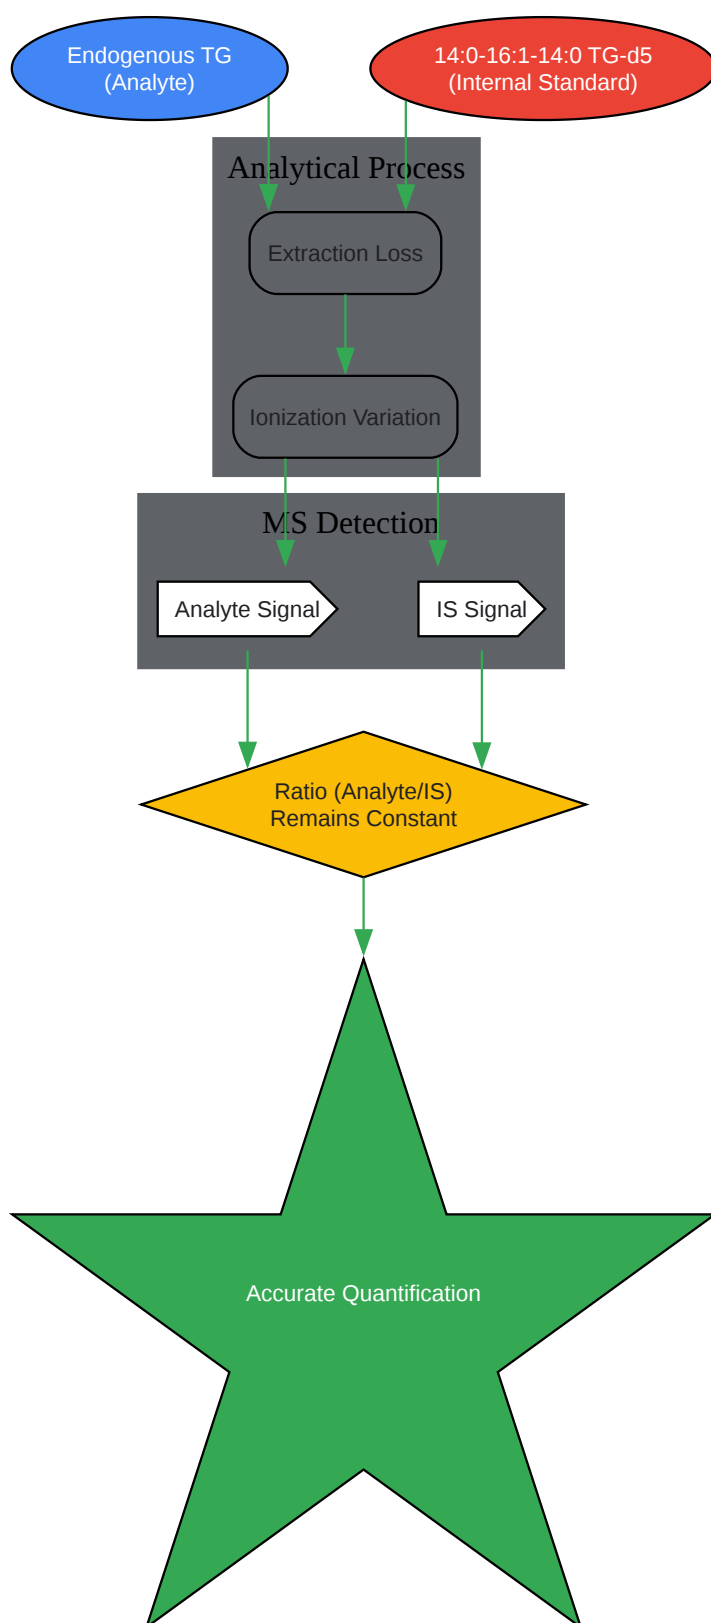 Endogenous TG
(Analyte)
14:0-16:1-14:0 TG-d5
(Internal Standard)
Analytical Process
Extraction Loss
Ionization Variation
MS Detection
Analyte Signal
IS Signal
Ratio (Analyte/IS)
Remains Constant
Accurate Quantification